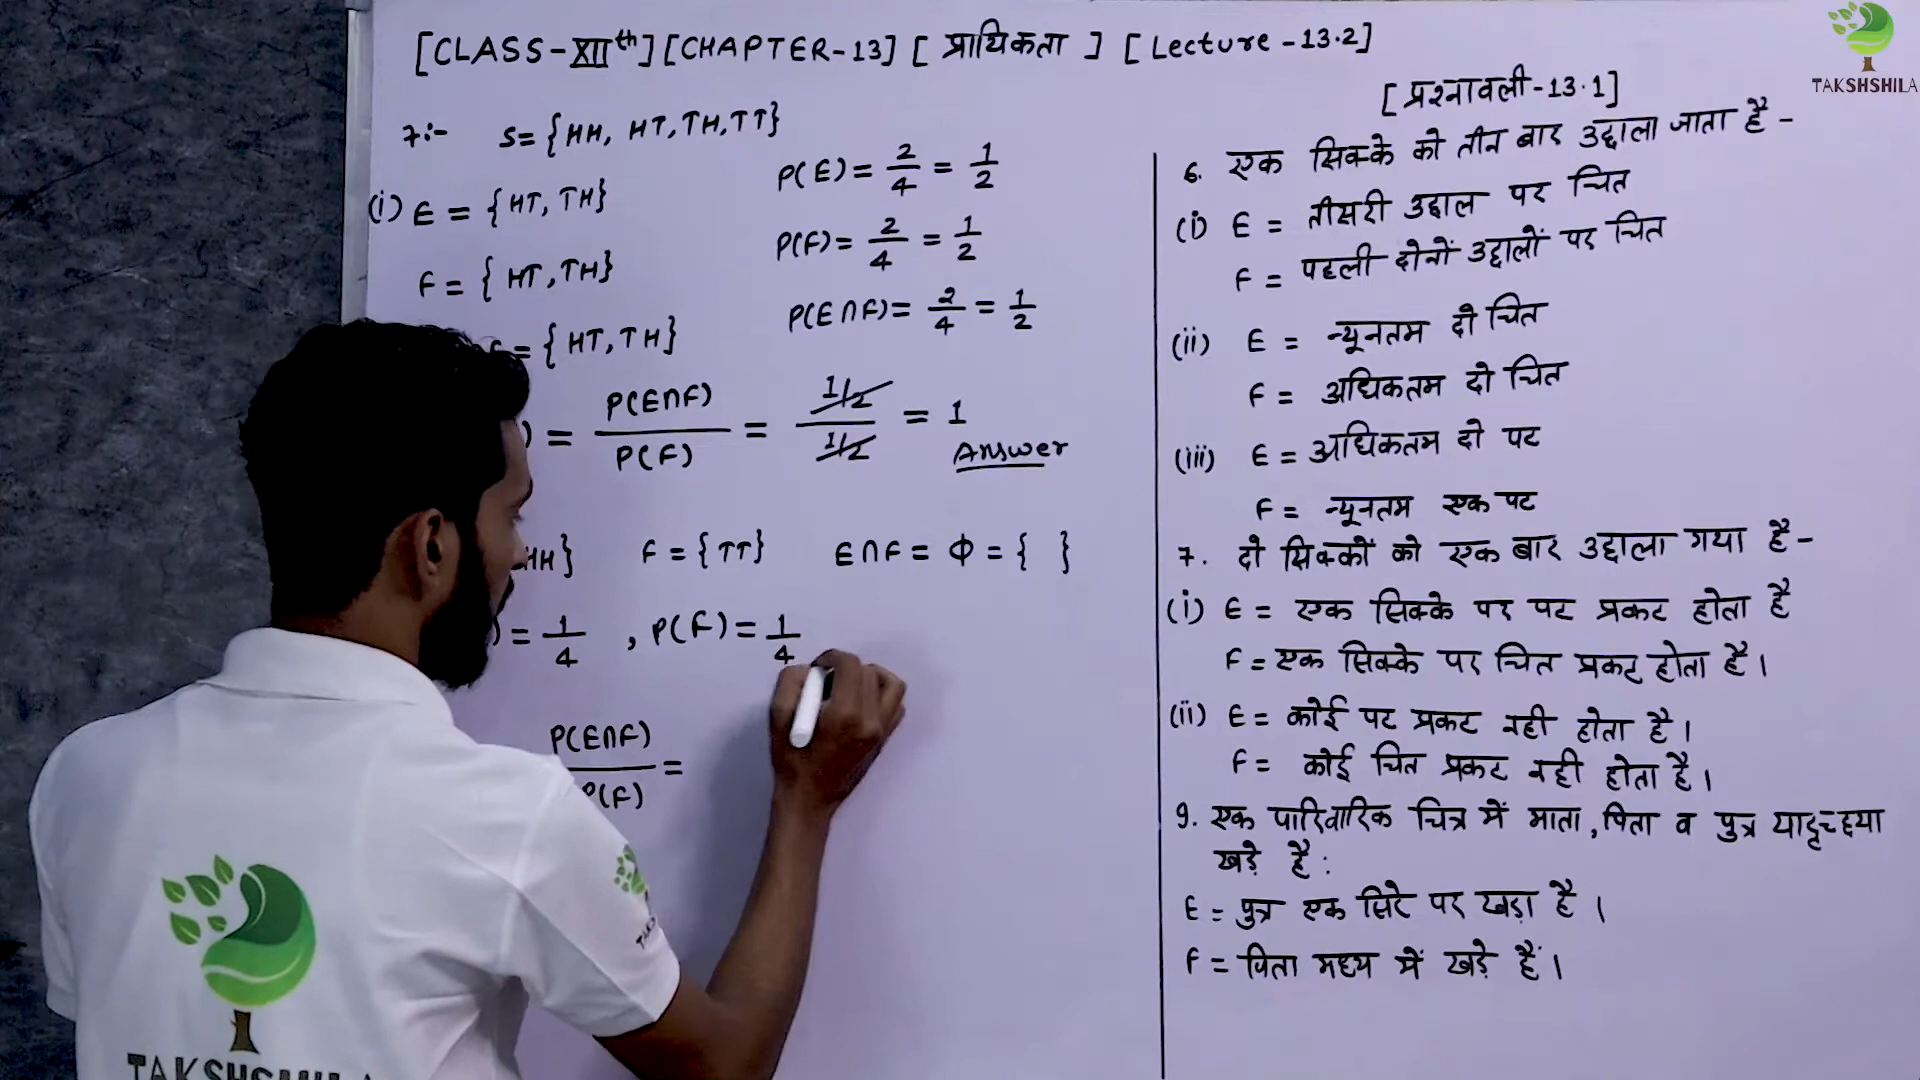 [CLASS-XIIth] [CHAPTER-13] [ प्रायिकता ] [ Lecture-13.2]
TAKSHSHILA
[ प्रश्नावली-13.1]
7:- S= {HH, HT, TH, TT}
(i) E = {HT, TH}
P(E)= 2/4 = 1/2
F = { HT, TH}
P(F)= 2/4 = 1/2
= { HT, TH}
P(E∩F)= 2/4 = 1/2
) = P(E∩F)/P(F) = 1/2/1/2 = 1
Answer
HH} F = {TT} E∩F = Φ = { }
) = 1/4 , P(F)= 1/4
P(E∩F)/P(F) =
6. एक सिक्के को तीन बार उछाला जाता है -
(i) E = तीसरी उछाल पर चित
F = पहली दोनों उछालों पर चित
(ii) E = न्यूनतम दो चित
F = अधिकतम दो चित
(iii) E = अधिकतम दो पट
F = न्यूनतम एक पट
7. दो सिक्कों को एक बार उछाला गया है -
(i) E = एक सिक्के पर पट प्रकट होता है
F = एक सिक्के पर चित प्रकट होता है।
(ii) E = कोई पट प्रकट नही होता है।
F = कोई चित प्रकट नही होता है।
9. एक पारिवारिक चित्र में माता, पिता व पुत्र यादृच्छया
खड़े है :
E = पुत्र एक सिरे पर खड़ा है।
F = पिता मध्य में खड़े हैं।
TAKSHSHILA